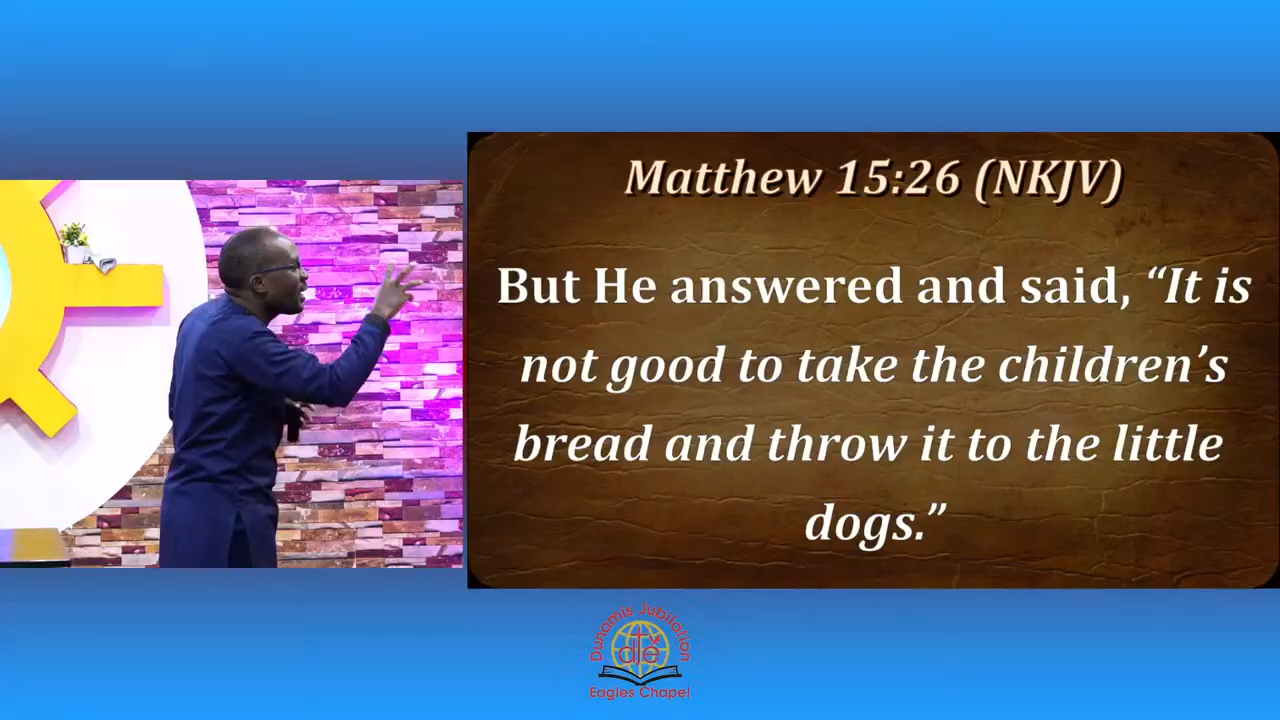 Matthew 15:26 (NKJV)
But He answered and said, “It is
not good to take the children’s
bread and throw it to the little
dogs.”
Dunamis Jubilation
dje
Eagles Chapel